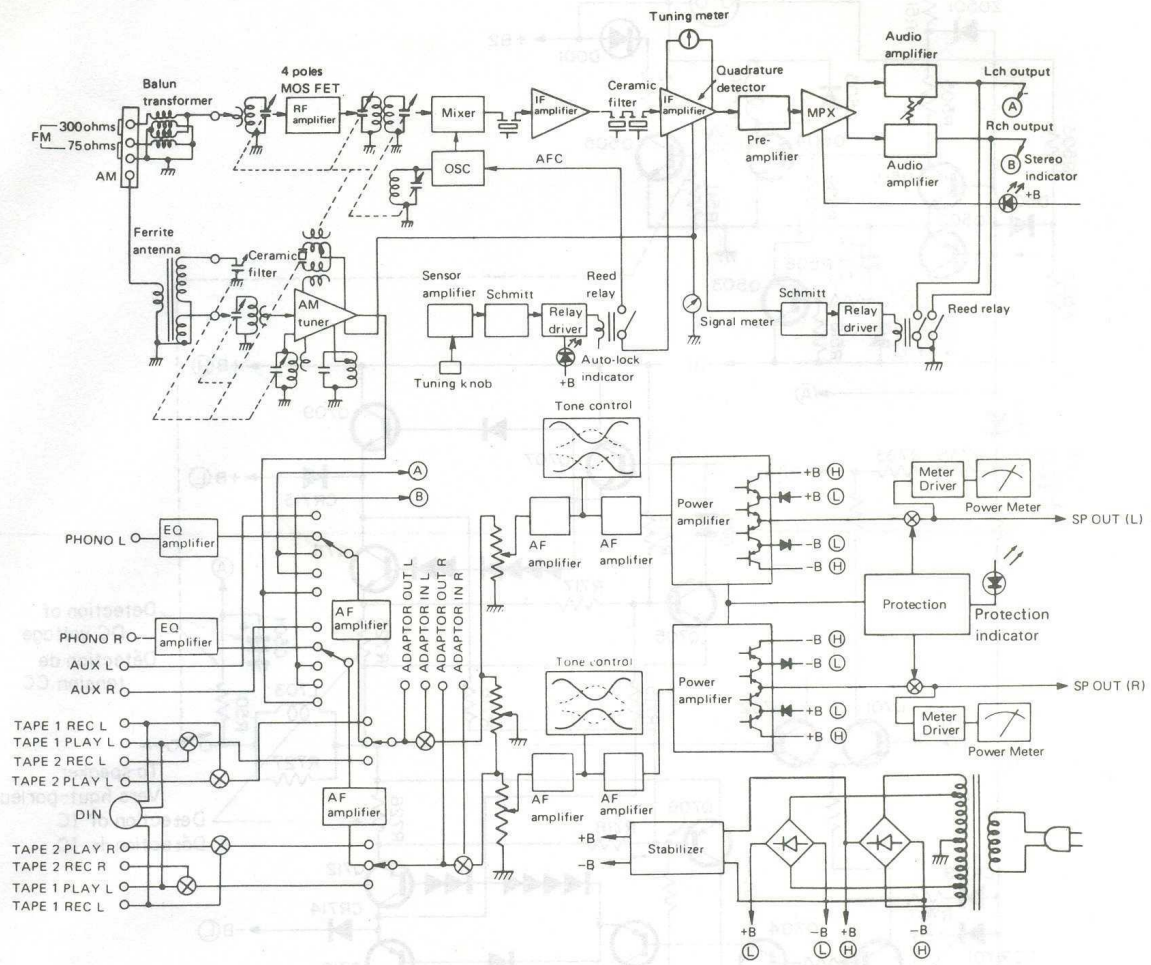 Tuning meter
Balun
transformer
4 poles
MOS FET
RF
amplifier
Mixer
IF
amplifier
Ceramic
filter
IF
amplifier
Quadrature
detector
Pre-
amplifier
MPX
Audio
amplifier
Audio
amplifier
Lch output
A
Rch output
B
Stereo
indicator
+B
FM
300ohms
75ohms
AM
OSC
AFC
Ferrite
antenna
Ceramic
filter
AM
tuner
Sensor
amplifier
Schmitt
Relay
driver
Reed
relay
Auto-lock
indicator
+B
Tuning knob
Signal meter
Schmitt
Relay
driver
Reed relay
Tone control
A
B
PHONO L
EQ
amplifier
PHONO R
EQ
amplifier
AUX L
AUX R
AF
amplifier
ADAPTOR OUT L
ADAPTOR IN L
ADAPTOR OUT R
ADAPTOR IN R
AF
amplifier
AF
amplifier
Power
amplifier
+B H
+B L
-B L
-B H
Meter
Driver
Power Meter
SP OUT (L)
Protection
Protection
indicator
Tone control
AF
amplifier
AF
amplifier
Power
amplifier
-B H
-B L
+B L
+B H
SP OUT (R)
Meter
Driver
Power Meter
TAPE 1 REC L
TAPE 1 PLAY L
TAPE 2 REC L
TAPE 2 PLAY L
DIN
TAPE 2 PLAY R
TAPE 2 REC R
TAPE 1 PLAY L
TAPE 1 REC L
AF
amplifier
+B
-B
Stabilizer
+B
L
-B
L
+B
H
-B
H